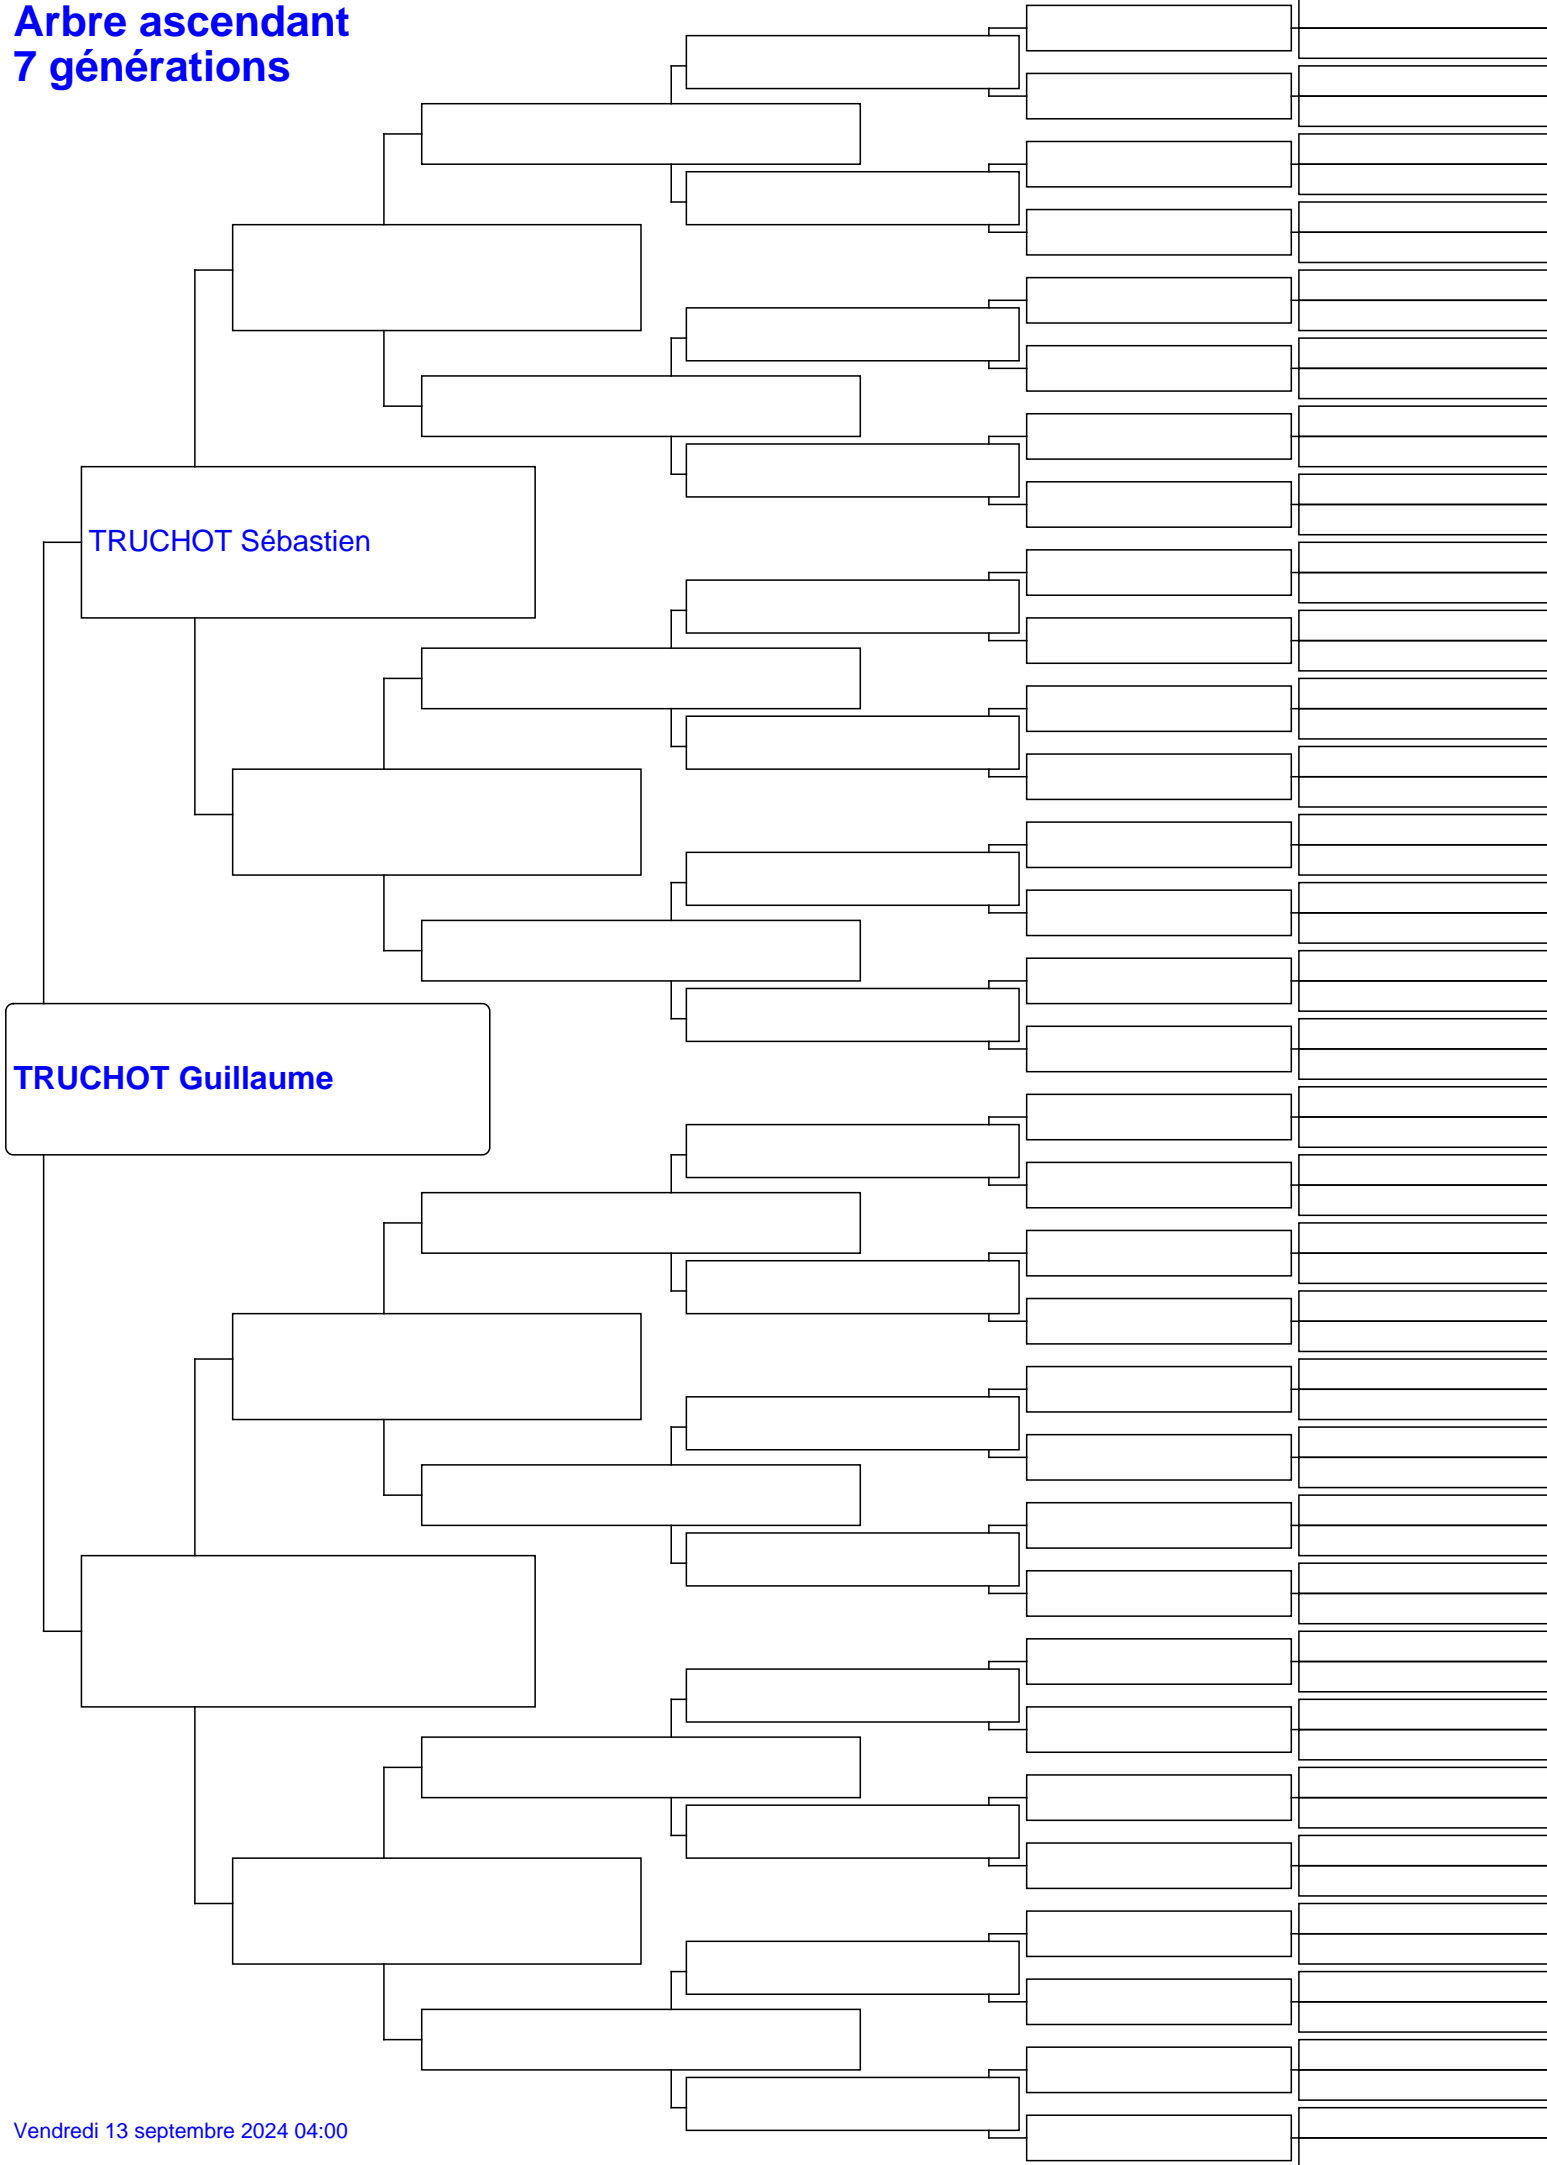 Arbre ascendant
7 générations
TRUCHOT Sébastien
TRUCHOT Guillaume
Vendredi 13 septembre 2024 04:00